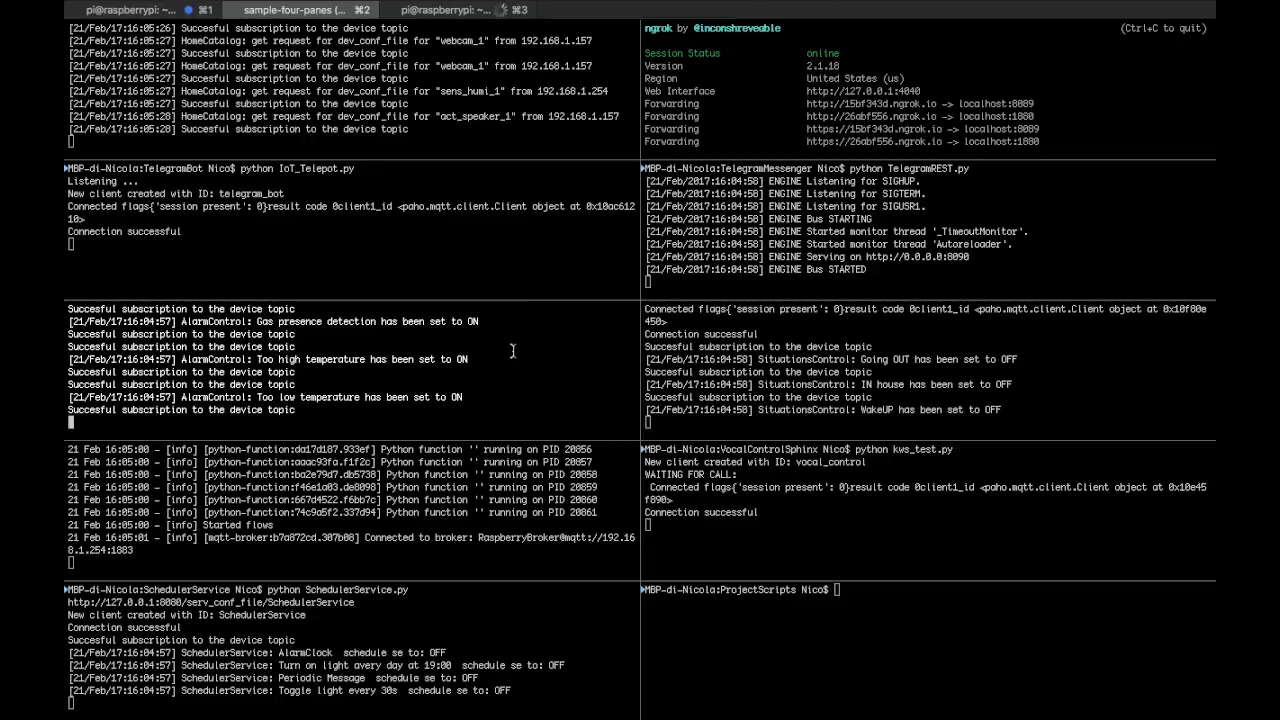 pi@raspberrypi: ~... ⌘1
sample-four-panes (... ⌘2
pi@raspberrypi: ~... ⌘3
[21/Feb/17:16:05:26] Succesful subscription to the device topic
[21/Feb/17:16:05:27] HomeCatalog: get request for dev_conf_file for "webcam_1" from 192.168.1.157
[21/Feb/17:16:05:27] Succesful subscription to the device topic
[21/Feb/17:16:05:27] HomeCatalog: get request for dev_conf_file for "webcam_1" from 192.168.1.157
[21/Feb/17:16:05:27] Succesful subscription to the device topic
[21/Feb/17:16:05:27] HomeCatalog: get request for dev_conf_file for "sens_humi_1" from 192.168.1.254
[21/Feb/17:16:05:27] Succesful subscription to the device topic
[21/Feb/17:16:05:28] HomeCatalog: get request for dev_conf_file for "act_speaker_1" from 192.168.1.157
[21/Feb/17:16:05:28] Succesful subscription to the device topic
ngrok by @inconshreveable (Ctrl+C to quit)
Session Status online
Version 2.1.18
Region United States (us)
Web Interface http://127.0.0.1:4040
Forwarding http://15bf343d.ngrok.io -> localhost:8089
Forwarding http://26abf556.ngrok.io -> localhost:1880
Forwarding https://15bf343d.ngrok.io -> localhost:8089
Forwarding https://26abf556.ngrok.io -> localhost:1880
MBP-di-Nicola:TelegramBot Nico$ python IoT_Telepot.py
Listening ...
New client created with ID: telegram_bot
Connected flags{'session present': 0}result code 0client1_id <paho.mqtt.client.Client object at 0x10ac612
10>
Connection successful
MBP-di-Nicola:TelegramMessenger Nico$ python TelegramREST.py
[21/Feb/2017:16:04:58] ENGINE Listening for SIGHUP.
[21/Feb/2017:16:04:58] ENGINE Listening for SIGTERM.
[21/Feb/2017:16:04:58] ENGINE Listening for SIGUSR1.
[21/Feb/2017:16:04:58] ENGINE Bus STARTING
[21/Feb/2017:16:04:58] ENGINE Started monitor thread '_TimeoutMonitor'.
[21/Feb/2017:16:04:58] ENGINE Started monitor thread 'Autoreloader'.
[21/Feb/2017:16:04:58] ENGINE Serving on http://0.0.0.0:8090
[21/Feb/2017:16:04:58] ENGINE Bus STARTED
Succesful subscription to the device topic
[21/Feb/17:16:04:57] AlarmControl: Gas presence detection has been set to ON
Succesful subscription to the device topic
Succesful subscription to the device topic
[21/Feb/17:16:04:57] AlarmControl: Too high temperature has been set to ON
Succesful subscription to the device topic
Succesful subscription to the device topic
[21/Feb/17:16:04:57] AlarmControl: Too low temperature has been set to ON
Succesful subscription to the device topic
Connected flags{'session present': 0}result code 0client1_id <paho.mqtt.client.Client object at 0x10f80e
450>
Connection successful
Succesful subscription to the device topic
[21/Feb/17:16:04:58] SituationsControl: Going OUT has been set to OFF
Succesful subscription to the device topic
[21/Feb/17:16:04:58] SituationsControl: IN house has been set to OFF
Succesful subscription to the device topic
[21/Feb/17:16:04:58] SituationsControl: WakeUP has been set to OFF
21 Feb 16:05:00 - [info] [python-function:da17d187.933ef] Python function '' running on PID 20856
21 Feb 16:05:00 - [info] [python-function:aaac93fa.f1f2c] Python function '' running on PID 20857
21 Feb 16:05:00 - [info] [python-function:ba2e79d7.db5738] Python function '' running on PID 20858
21 Feb 16:05:00 - [info] [python-function:f46e1a03.de8098] Python function '' running on PID 20859
21 Feb 16:05:00 - [info] [python-function:667d4522.f6bb7c] Python function '' running on PID 20860
21 Feb 16:05:00 - [info] [python-function:74c9a5f2.337d94] Python function '' running on PID 20861
21 Feb 16:05:00 - [info] Started flows
21 Feb 16:05:01 - [info] [mqtt-broker:b7a872cd.307b08] Connected to broker: RaspberryBroker@mqtt://192.16
8.1.254:1883
MBP-di-Nicola:VocalControlSphinx Nico$ python kws_test.py
New client created with ID: vocal_control
WAITING FOR CALL:
Connected flags{'session present': 0}result code 0client1_id <paho.mqtt.client.Client object at 0x10e45
f890>
Connection successful
MBP-di-Nicola:SchedulerService Nico$ python SchedulerService.py
http://127.0.0.1:8080/serv_conf_file/SchedulerService
New client created with ID: SchedulerService
Connection successful
Succesful subscription to the device topic
[21/Feb/17:16:04:57] SchedulerService: AlarmClock  schedule se to: OFF
[21/Feb/17:16:04:57] SchedulerService: Turn on light avery day at 19:00  schedule se to: OFF
[21/Feb/17:16:04:57] SchedulerService: Periodic Message  schedule se to: OFF
[21/Feb/17:16:04:57] SchedulerService: Toggle light every 30s  schedule se to: OFF
MBP-di-Nicola:ProjectScripts Nico$